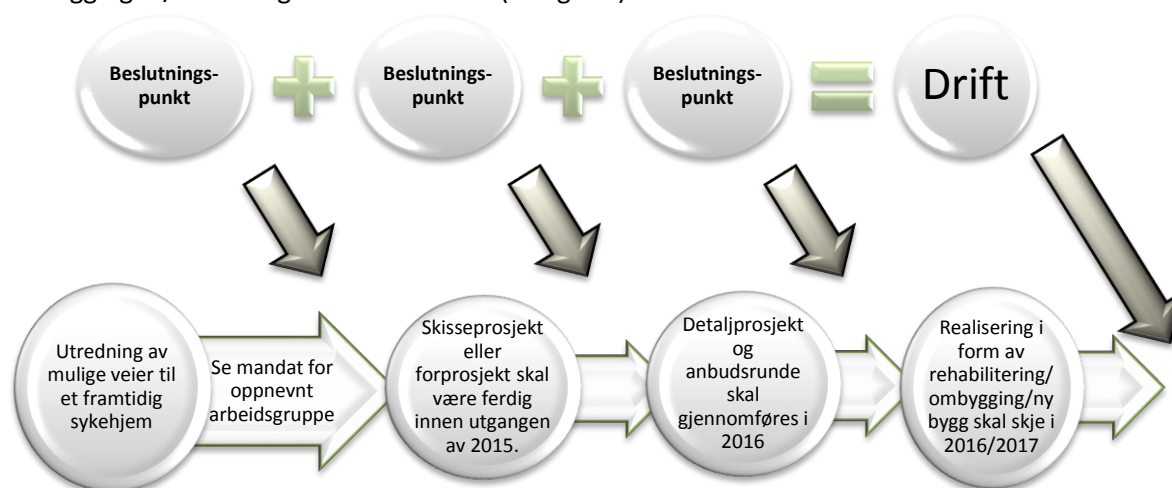 Beslutnings-
punkt
Beslutnings-
punkt
Beslutnings-
punkt
Drift
Utredning av
mulige veier til
et framtidig
sykehjem
Se mandat for
oppnevnt
arbeidsgruppe
Skisseprosjekt
eller
forprosjekt skal
være ferdig
innen utgangen
av 2015.
Detaljprosjekt
og
anbudsrunde
skal
gjennomføres i
2016
Realisering i
form av
rehabilitering/
ombygging/ny
bygg skal skje i
2016/2017